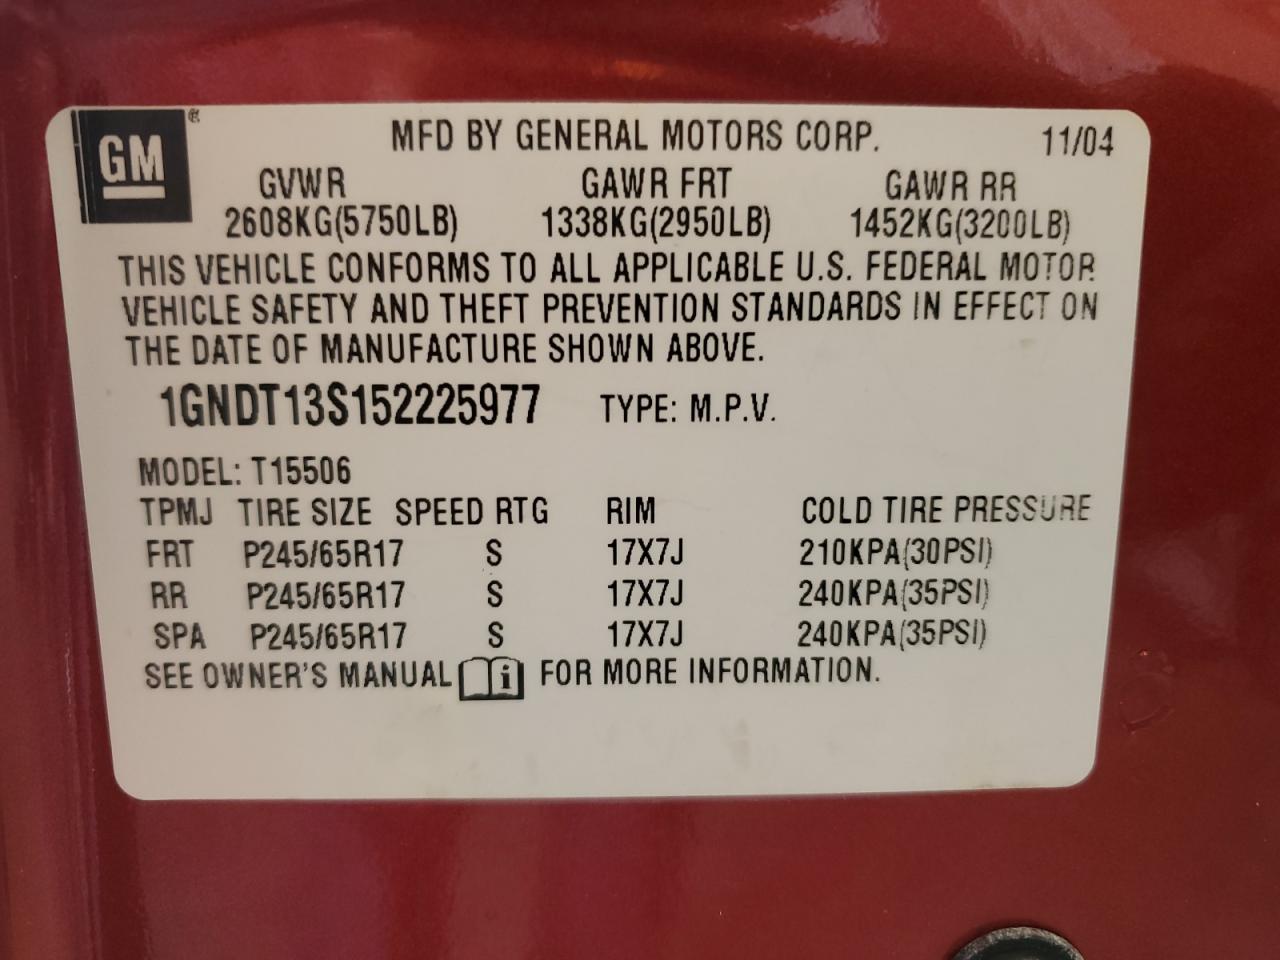 GM
MFD BY GENERAL MOTORS CORP. 11/04
GVWR GAWR FRT GAWR RR
2608KG(5750LB) 1338KG(2950LB) 1452KG(3200LB)
THIS VEHICLE CONFORMS TO ALL APPLICABLE U.S. FEDERAL MOTOR
VEHICLE SAFETY AND THEFT PREVENTION STANDARDS IN EFFECT ON
THE DATE OF MANUFACTURE SHOWN ABOVE.
1GNDT13S152225977 TYPE: M.P.V.
MODEL: T15506
TPMJ TIRE SIZE SPEED RTG RIM COLD TIRE PRESSURE
FRT P245/65R17 S 17X7J 210KPA(30PSI)
RR P245/65R17 S 17X7J 240KPA(35PSI)
SPA P245/65R17 S 17X7J 240KPA(35PSI)
SEE OWNER'S MANUAL i FOR MORE INFORMATION.